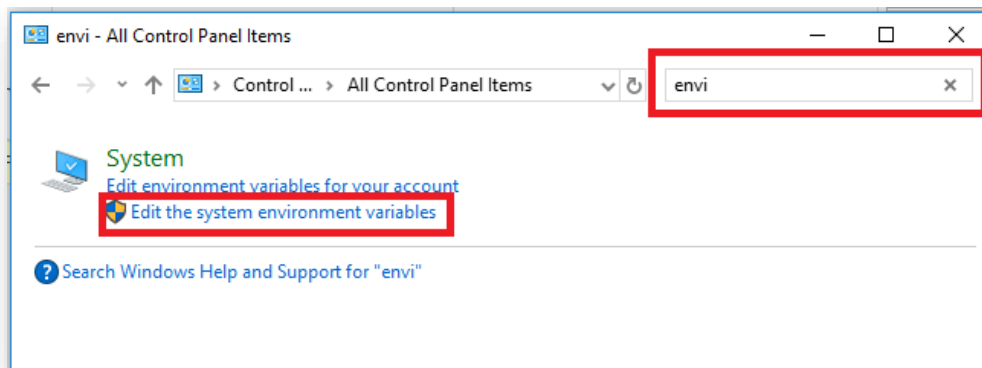 envi - All Control Panel Items
Control ... > All Control Panel Items
envi
System
Edit environment variables for your account
Edit the system environment variables
Search Windows Help and Support for "envi"